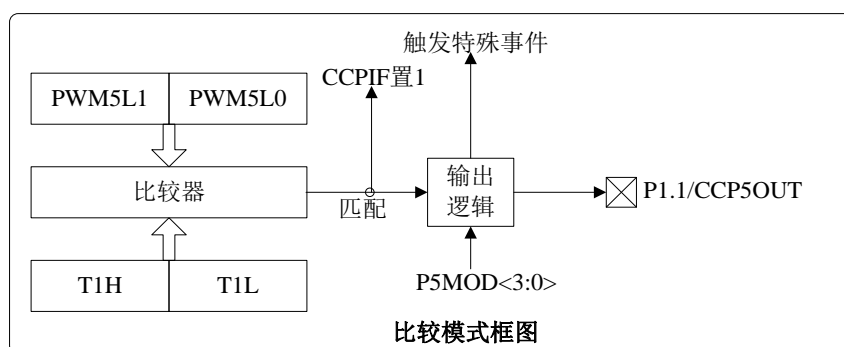 触发特殊事件
CCPIF置1
PWM5L1 PWM5L0
比较器
匹配
输出
逻辑
P1.1/CCP5OUT
T1H T1L
P5MOD<3:0>
比较模式框图